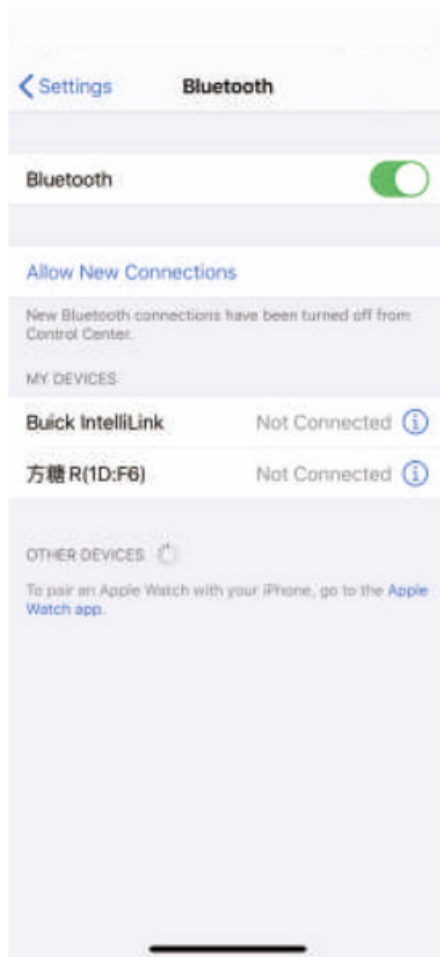 Settings Bluetooth
Bluetooth
Allow New Connections
New Bluetooth connections have been turned off from
Control Center.
MY DEVICES
Buick IntelliLink Not Connected
方糖 R(1D:F6) Not Connected
OTHER DEVICES
To pair an Apple Watch with your iPhone, go to the Apple
Watch app.